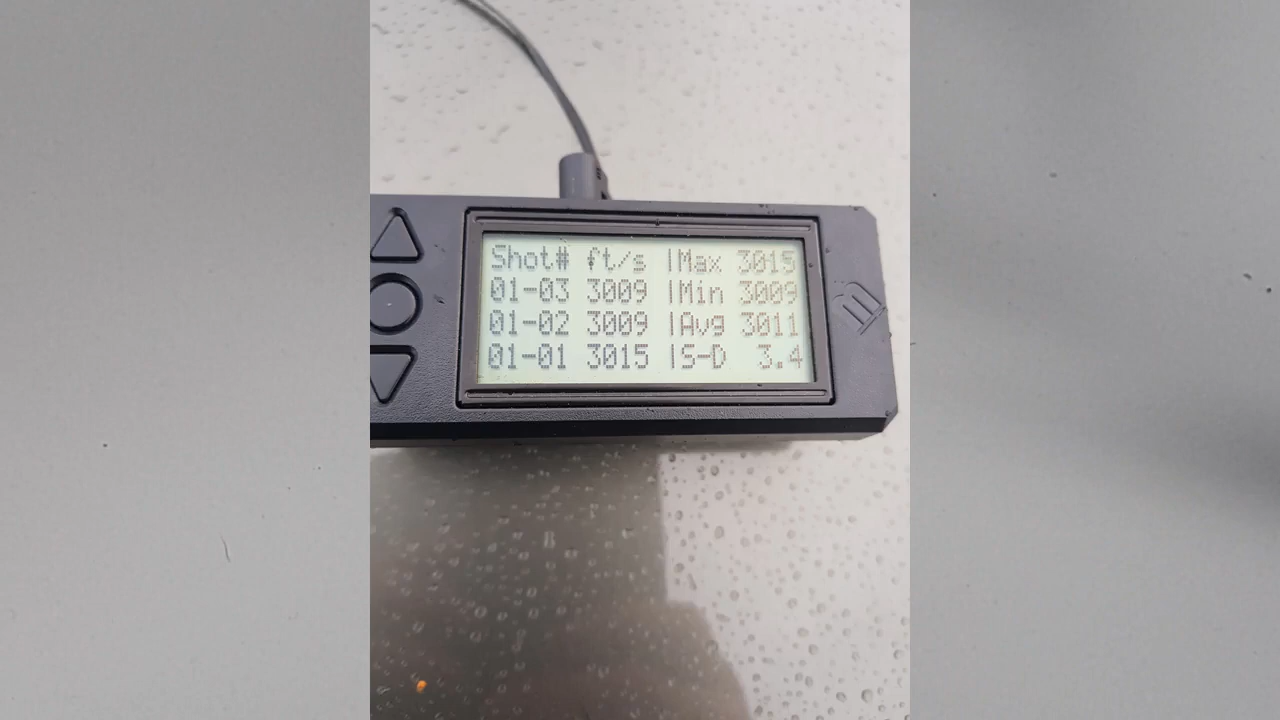 Shot# ft/s |Max 3015
01-03 3009 |Min 3009
01-02 3009 |Avg 3011
01-01 3015 |S-D 3.4